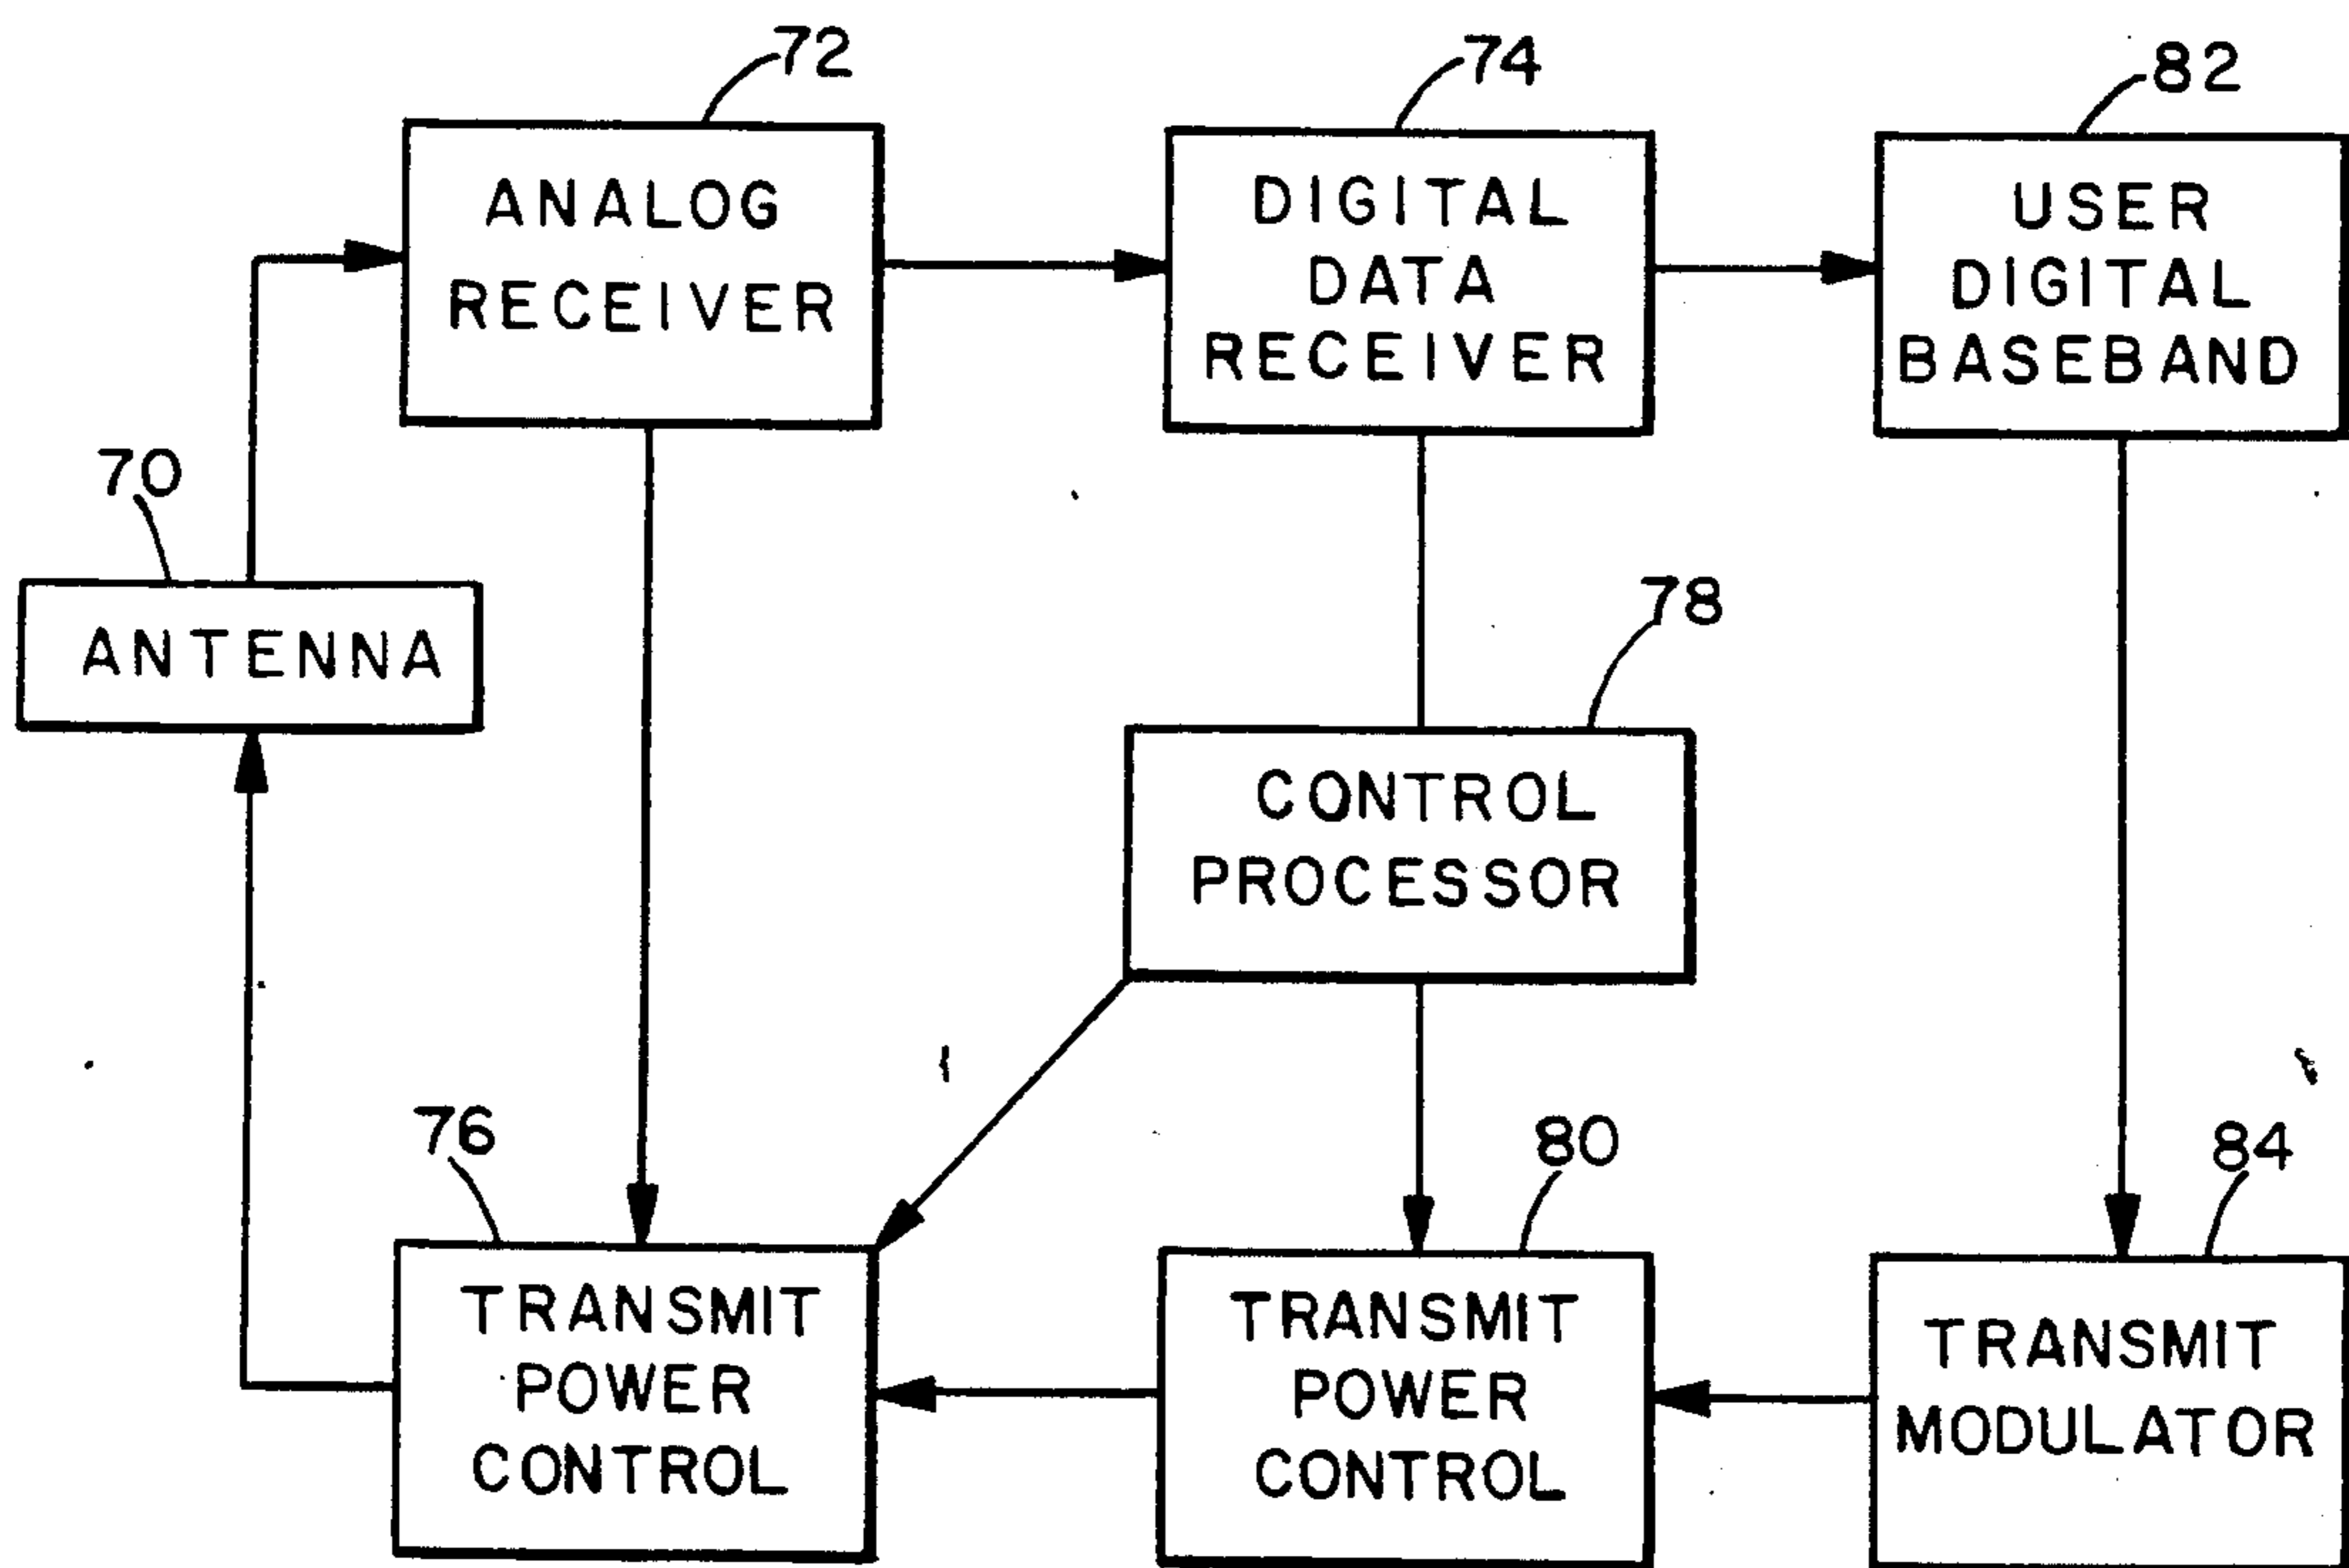 72
74
82
ANALOG
RECEIVER
DIGITAL
DATA
RECEIVER
USER
DIGITAL
BASEBAND
70
ANTENNA
78
CONTROL
PROCESSOR
76
80
84
TRANSMIT
POWER
CONTROL
TRANSMIT
POWER
CONTROL
TRANSMIT
MODULATOR